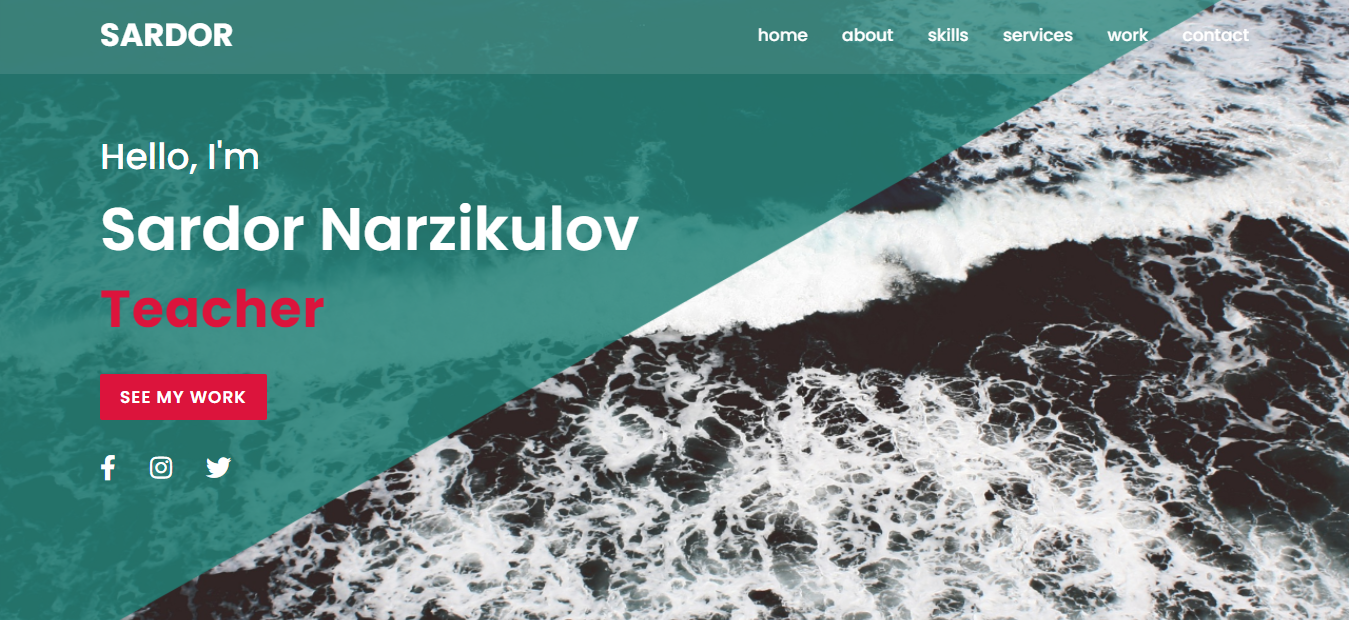 SARDOR
home about skills services work contact
Hello, I'm
Sardor Narzikulov
Teacher
SEE MY WORK